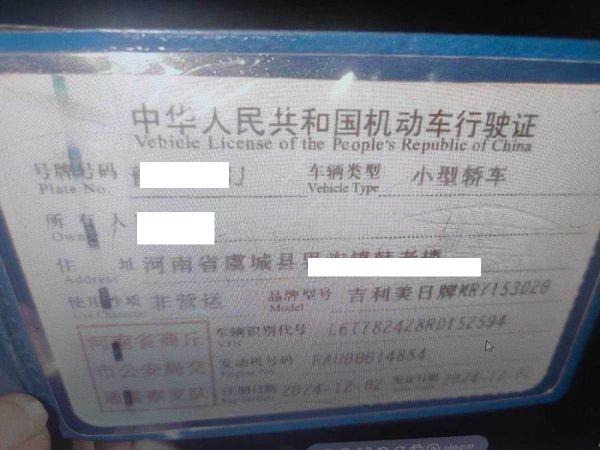 中华人民共和国机动车行驶证
Vehicle License of the People's Republic of China
号牌号码 J 车辆类型 小型轿车
Plate No. Vehicle Type
所有人
Owner
住 址 河南省虞城县
Address
使用性质 非营运 品牌型号 吉利美日牌MR7153D28
Use Character Model
河南省商丘 车辆识别代号 L6T78Z4Z8RD152594
VIN
市公安局交 发动机号码 RAU00014884
通警察支队 注册日期 2024-12-02 发证日期 2024-12-02